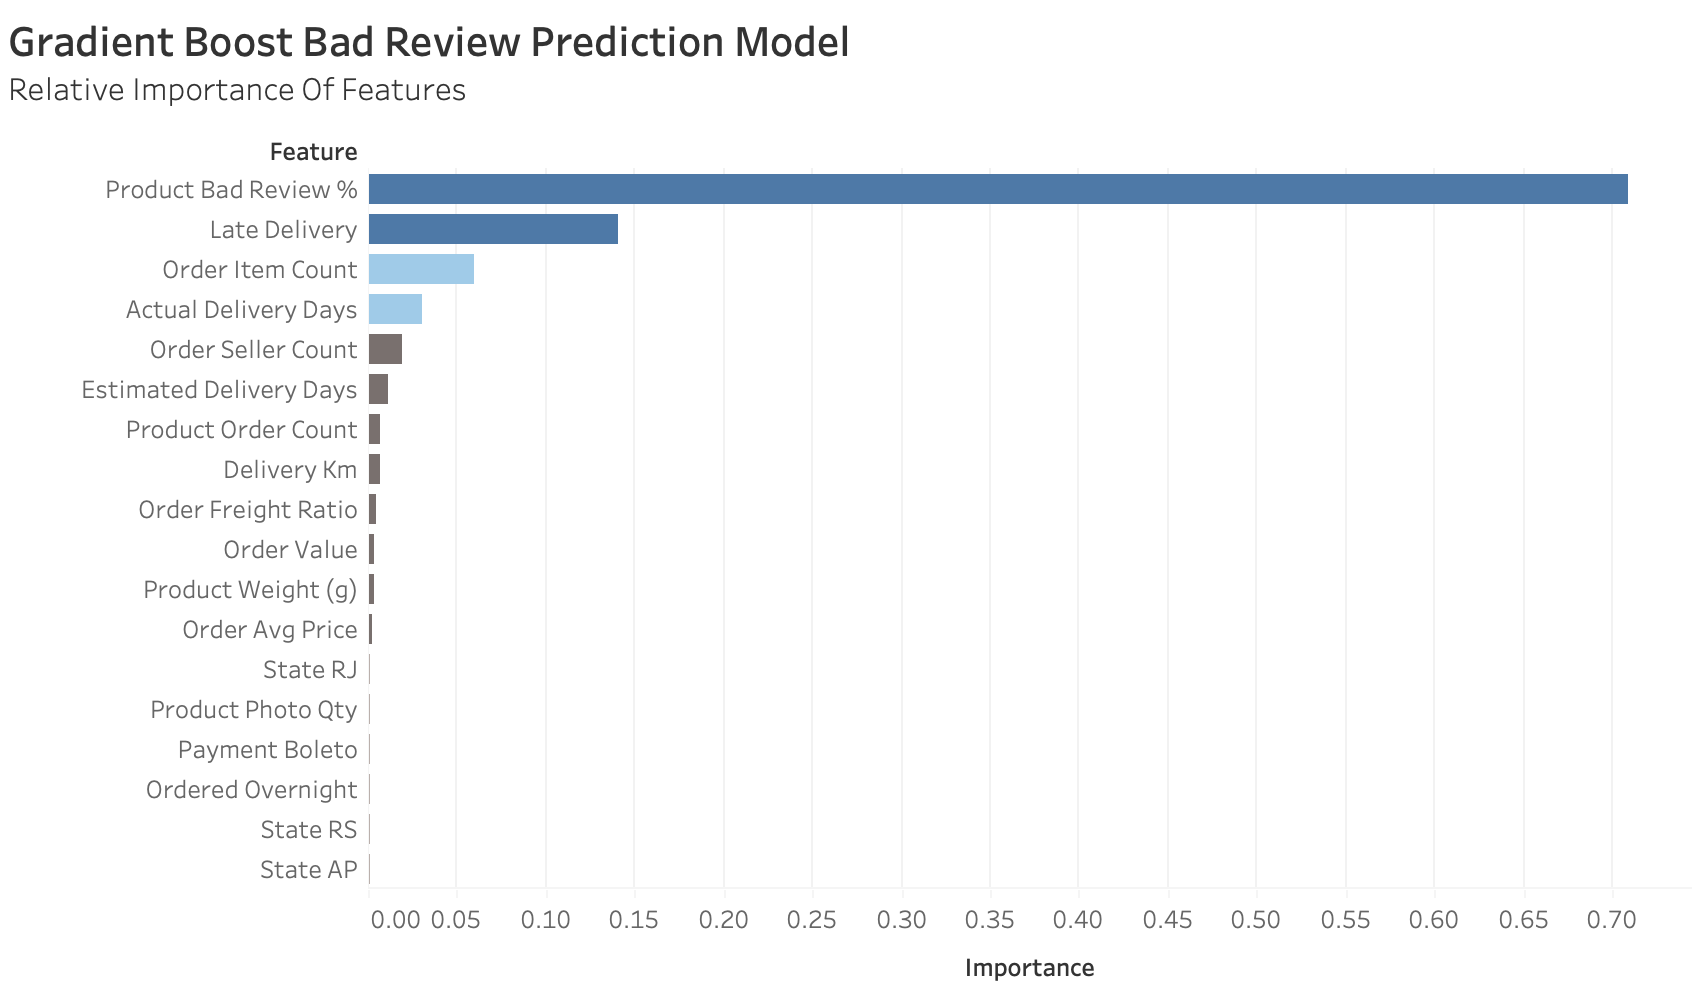 Gradient Boost Bad Review Prediction Model
Relative Importance Of Features
Feature
Product Bad Review %
Late Delivery
Order Item Count
Actual Delivery Days
Order Seller Count
Estimated Delivery Days
Product Order Count
Delivery Km
Order Freight Ratio
Order Value
Product Weight (g)
Order Avg Price
State RJ
Product Photo Qty
Payment Boleto
Ordered Overnight
State RS
State AP
0.00 0.05 0.10 0.15 0.20 0.25 0.30 0.35 0.40 0.45 0.50 0.55 0.60 0.65 0.70
Importance